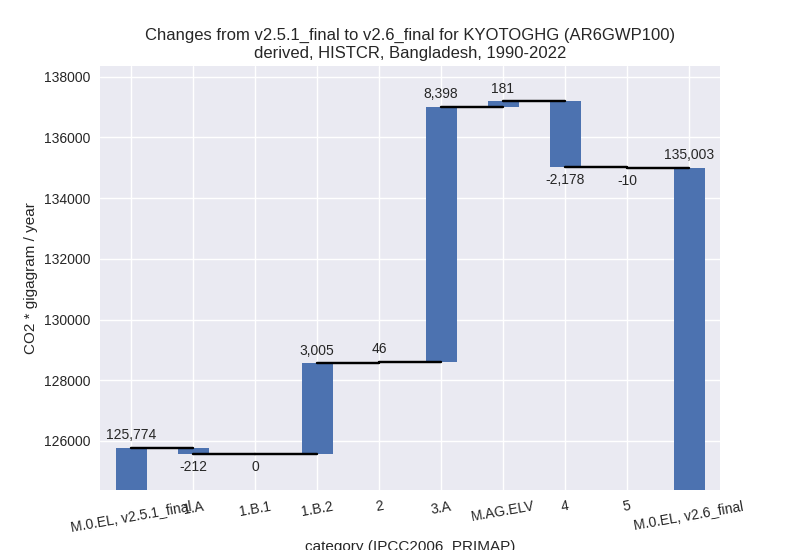 Changes from v2.5.1_final to v2.6_final for KYOTOGHG (AR6GWP100)
derived, HISTCR, Bangladesh, 1990-2022
CO2 * gigagram / year
138000
136000
134000
132000
130000
128000
126000
125,774
-212
0
3,005
46
8,398
181
-2,178
-10
135,003
M.0.EL, v2.5.1_final
1.A
1.B.1
1.B.2
2
3.A
M.AG.ELV
4
5
M.0.EL, v2.6_final
category (IPCC2006_PRIMAP)